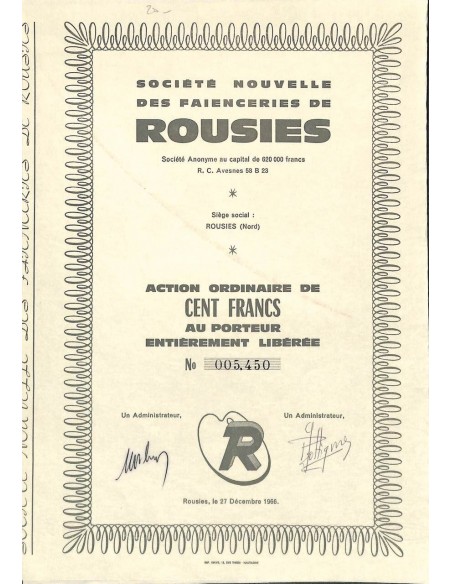 SOCIÉTÉ NOUVELLE
DES FAIENCERIES DE
ROUSIES
Société Anonyme au capital de 620 000 francs
R. C. Avesnes 58 B 23
Siège social :
ROUSIES (Nord)
ACTION ORDINAIRE DE
CENT FRANCS
AU PORTEUR
ENTIÈREMENT LIBÉRÉE
No 005,450
Un Administrateur,
Un Administrateur,
R
Rousies, le 27 Décembre 1966.